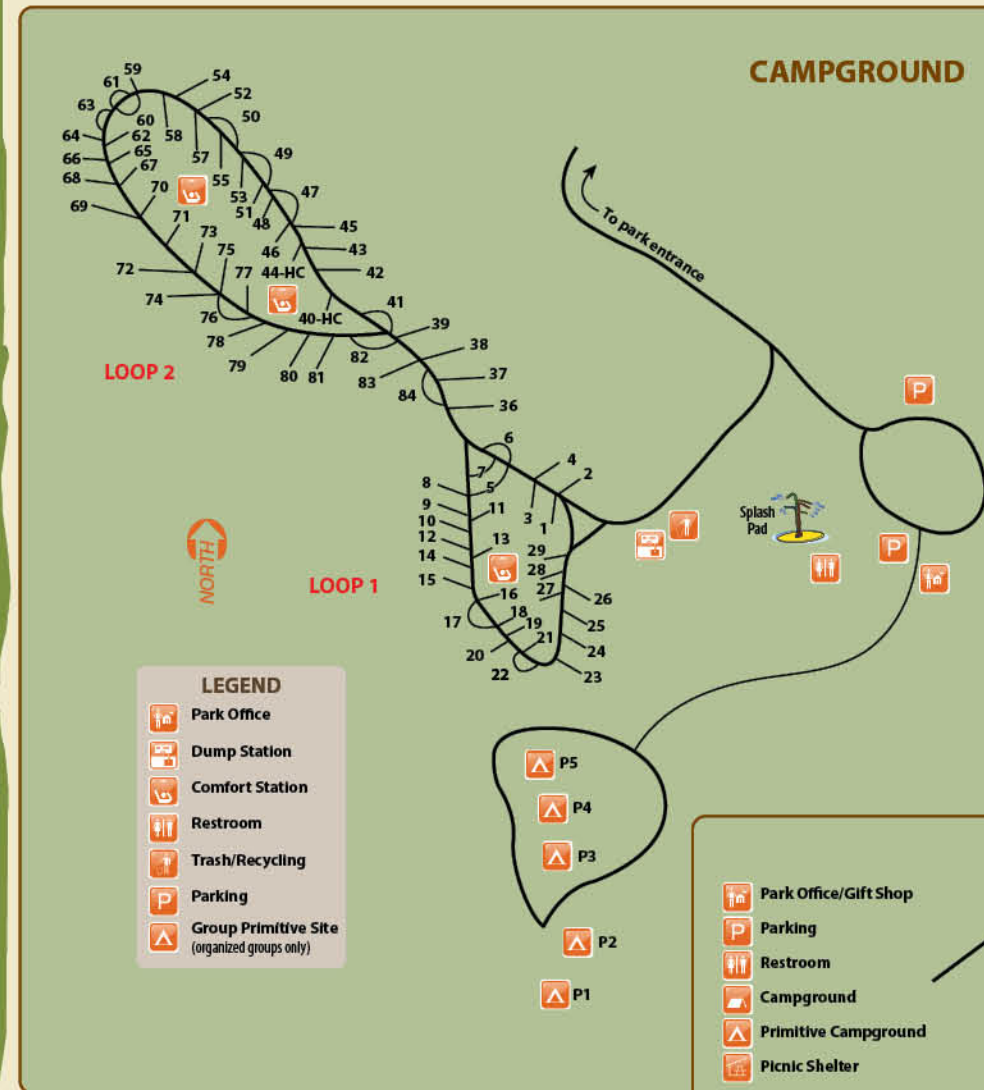 CAMPGROUND
59
61
54
52
63
60
50
64
62
58
66
65
57
49
68
67
55
53
70
51
47
69
48
71
45
73
46
43
75
44-HC
72
77
42
74
40-HC
41
76
39
78
82
38
79
80
81
83
37
84
36
LOOP 2
To park entrance
P
6
4
7
2
8
5
9
11
3
1
10
12
13
29
14
28
15
16
27
26
17
18
19
25
20
21
24
22
23
Splash
Pad
P
NORTH
LOOP 1
LEGEND
Park Office
Dump Station
Comfort Station
Restroom
Trash/Recycling
P Parking
Group Primitive Site
(organized groups only)
P5
P4
P3
P2
P1
Park Office/Gift Shop
P Parking
Restroom
Campground
Primitive Campground
Picnic Shelter